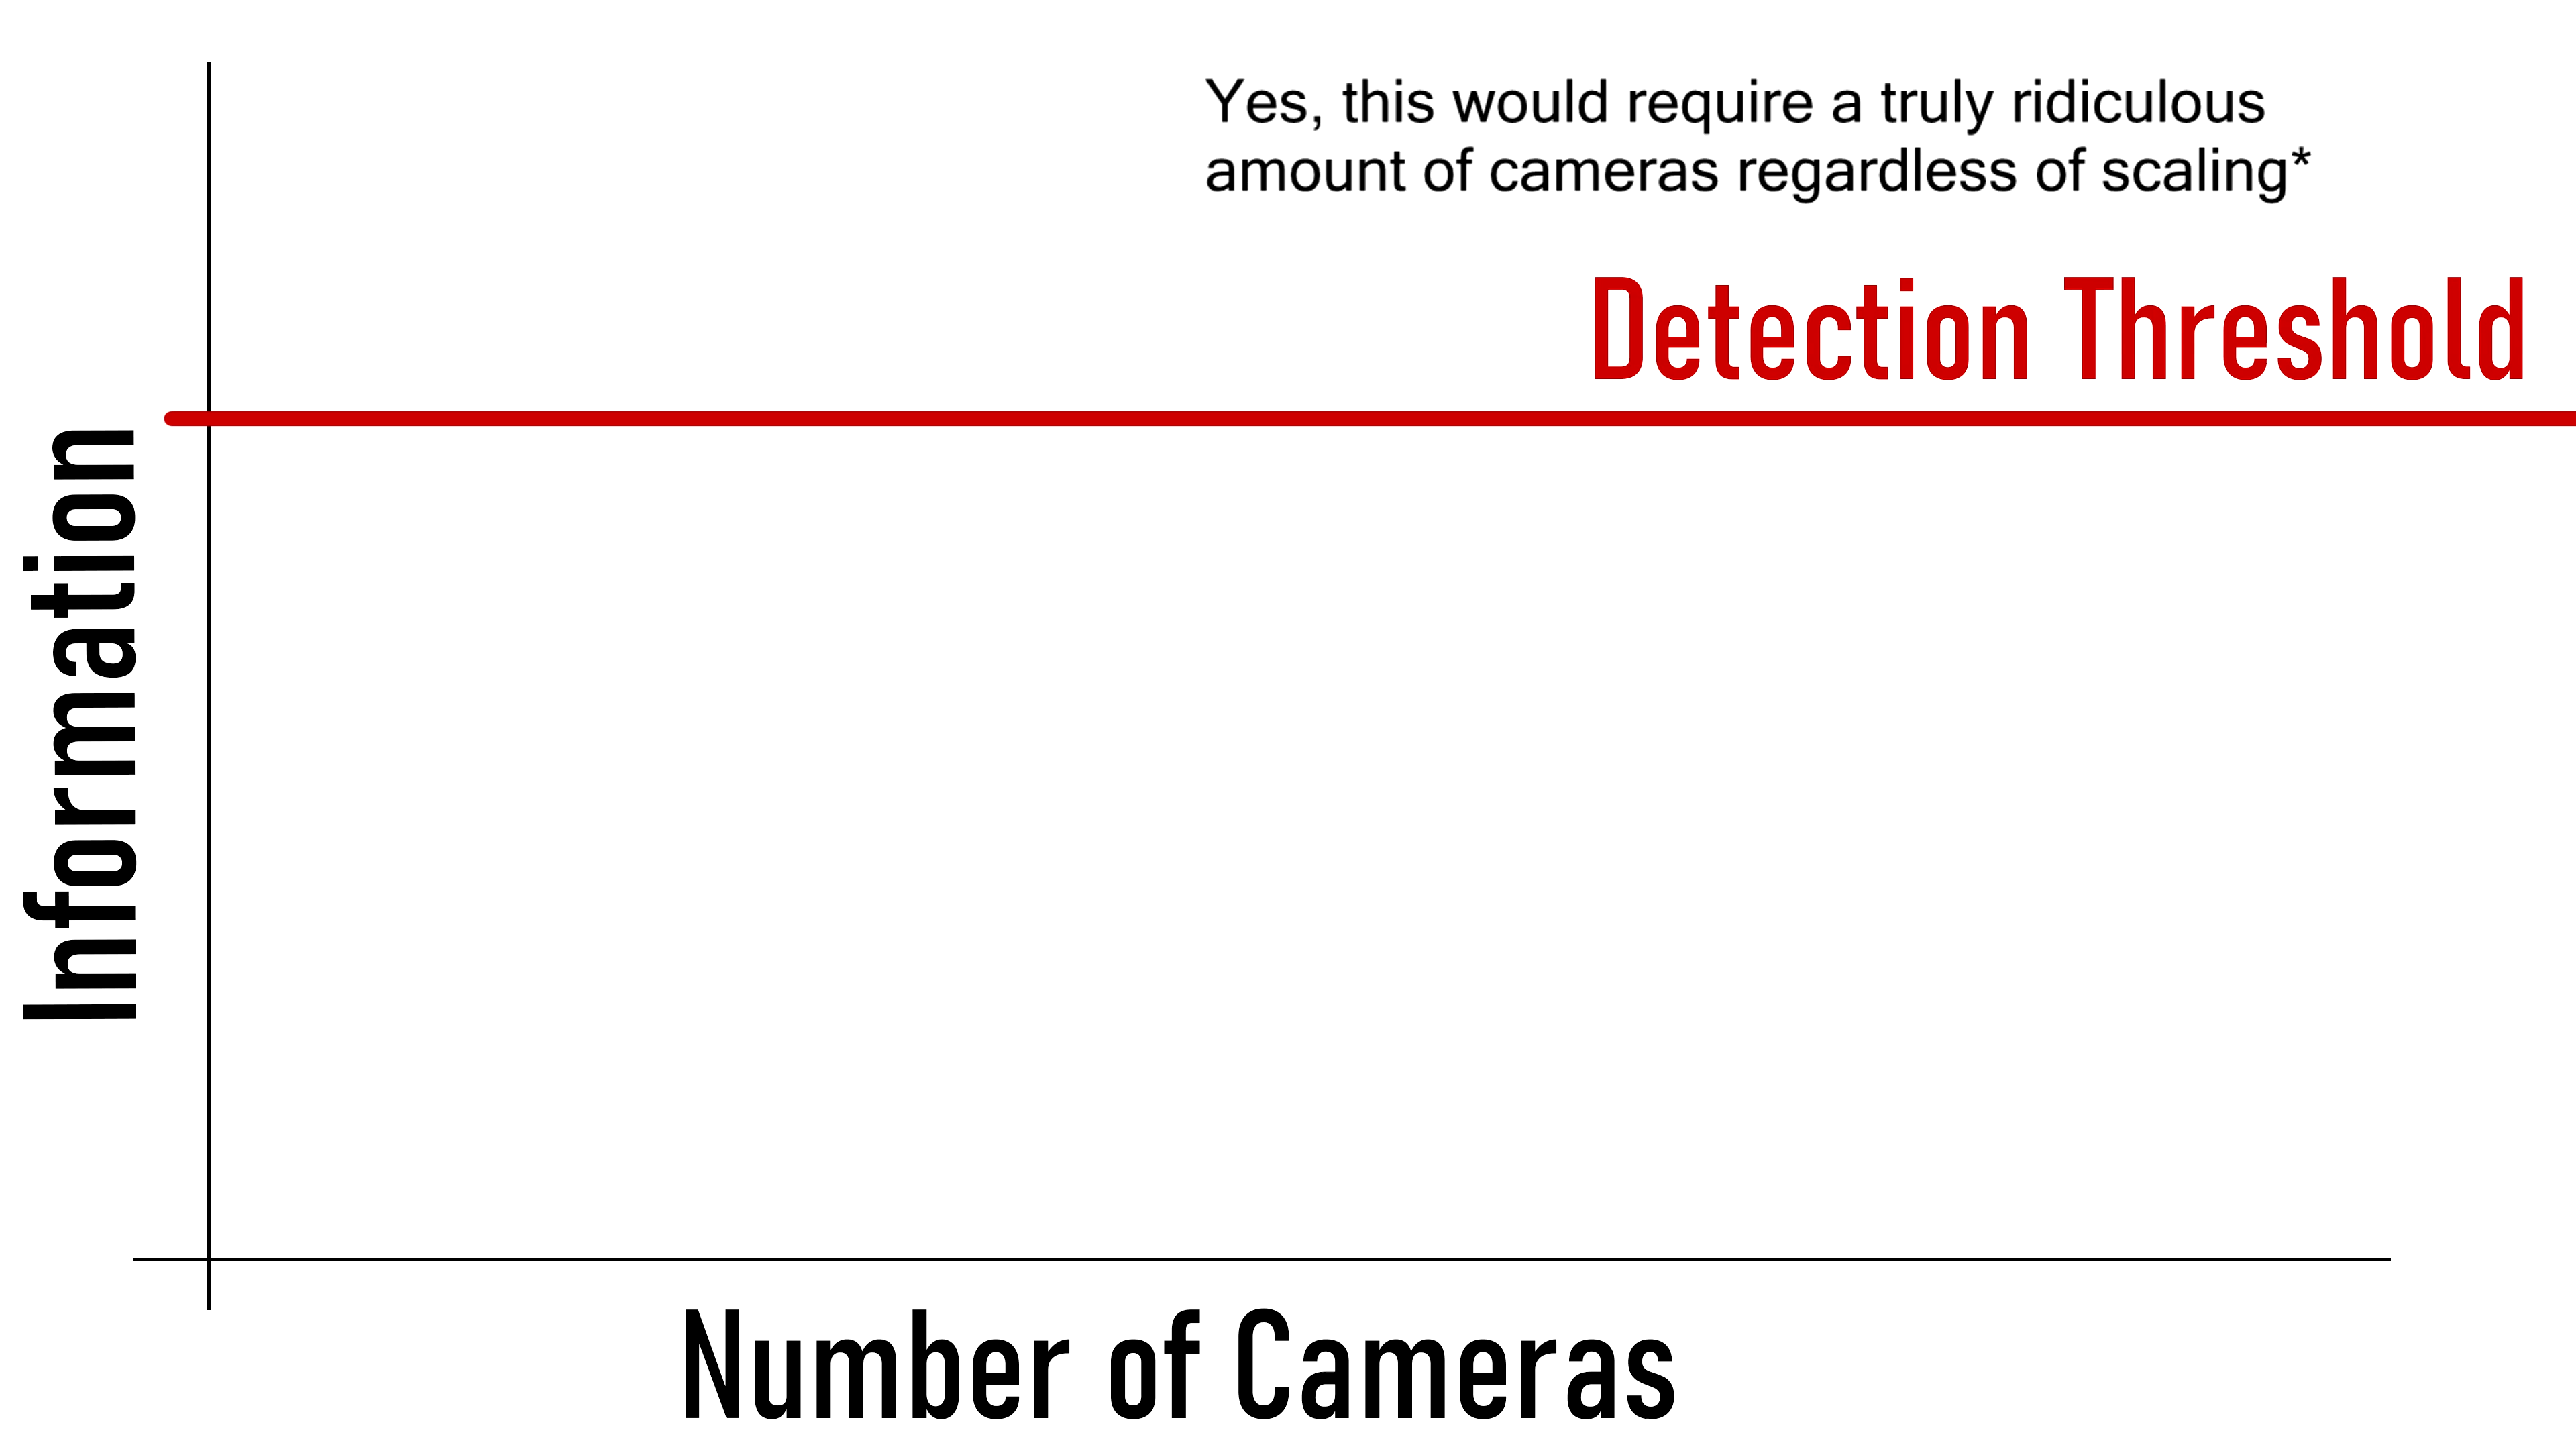 Yes, this would require a truly ridiculous
amount of cameras regardless of scaling*
Detection Threshold
Information
Number of Cameras